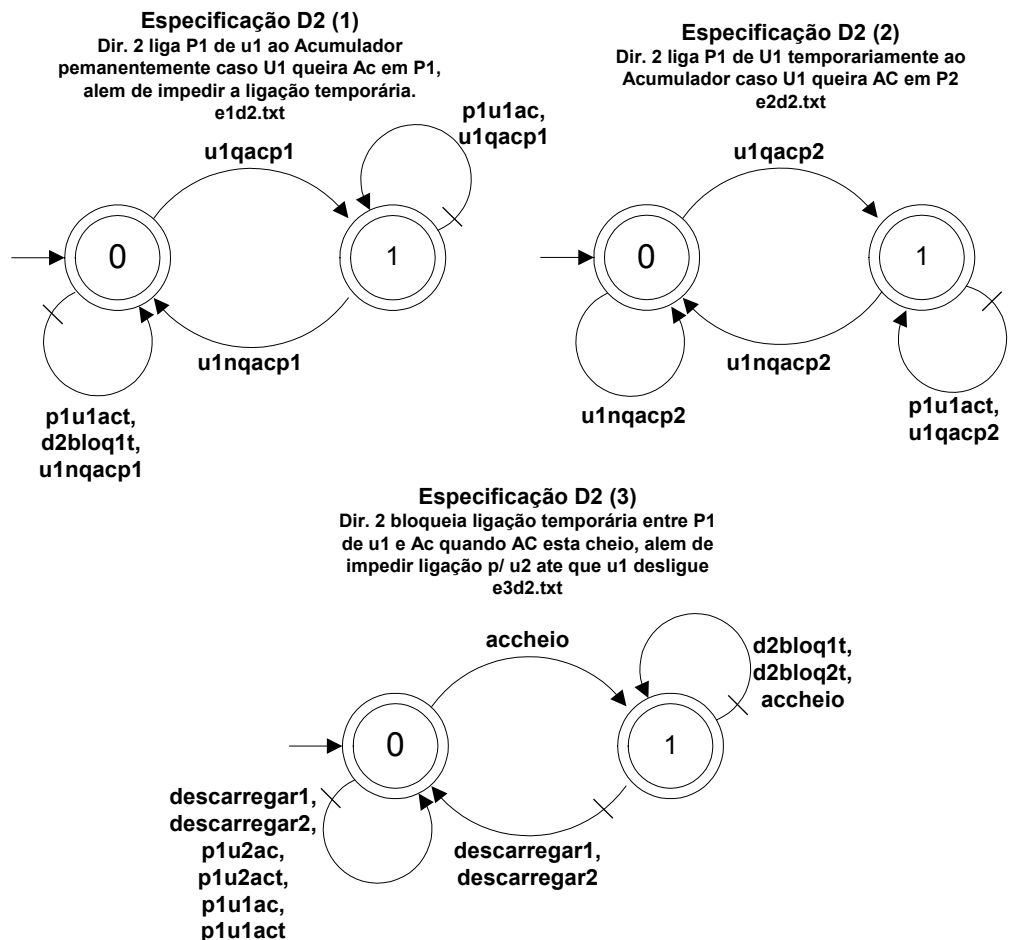 Especificação D2 (1)
Dir. 2 liga P1 de u1 ao Acumulador
pemanentemente caso U1 queira Ac em P1,
alem de impedir a ligação temporária.
e1d2.txt
p1u1ac,
u1qacp1
u1qacp1
0
1
u1nqacp1
p1u1act,
d2bloq1t,
u1nqacp1
Especificação D2 (2)
Dir. 2 liga P1 de U1 temporariamente ao
Acumulador caso U1 queira AC em P2
e2d2.txt
u1qacp2
0
1
u1nqacp2
u1nqacp2
p1u1act,
u1qacp2
Especificação D2 (3)
Dir. 2 bloqueia ligação temporária entre P1
de u1 e Ac quando AC esta cheio, alem de
impedir ligação p/ u2 ate que u1 desligue
e3d2.txt
accheio
d2bloq1t,
d2bloq2t,
accheio
0
1
descarregar1,
descarregar2,
p1u2ac,
p1u2act,
p1u1ac,
p1u1act
descarregar1,
descarregar2